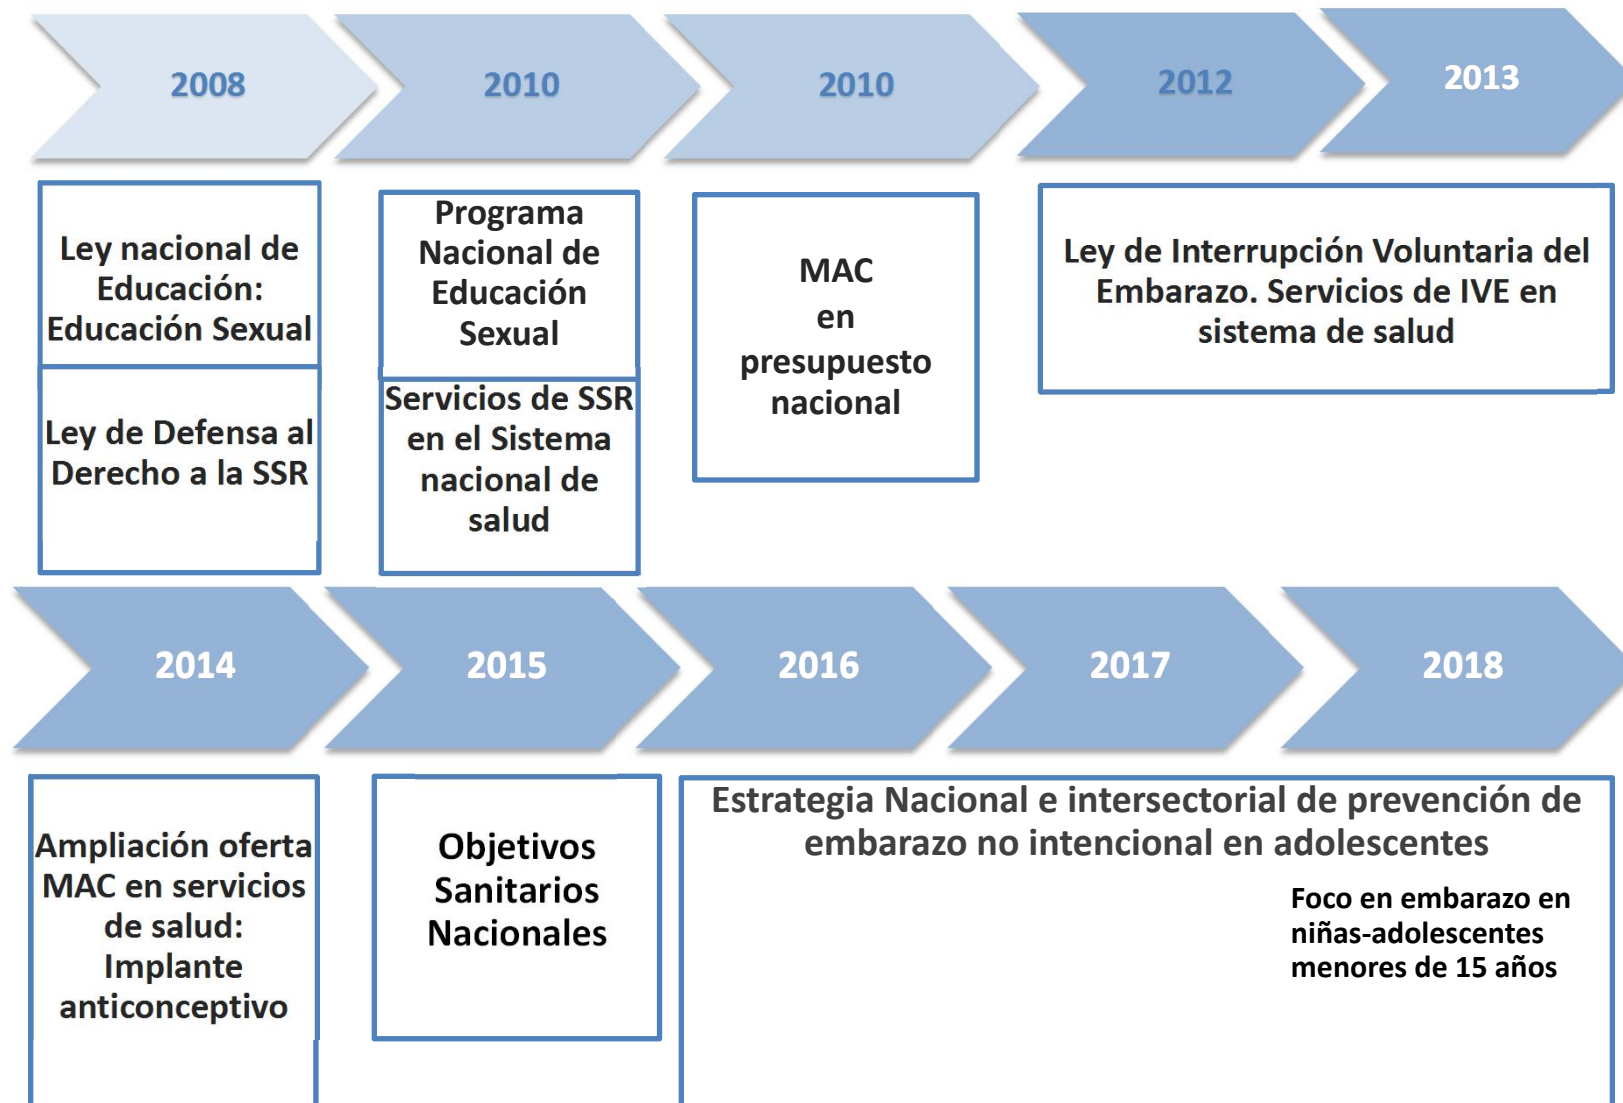 2008
2010
2010
2012
2013
Ley nacional de
Educación:
Educación Sexual
Ley de Defensa al
Derecho a la SSR
Programa
Nacional de
Educación
Sexual
Servicios de SSR
en el Sistema
nacional de
salud
MAC
en
presupuesto
nacional
Ley de Interrupción Voluntaria del
Embarazo. Servicios de IVE en
sistema de salud
2014
2015
2016
2017
2018
Ampliación oferta
MAC en servicios
de salud:
Implante
anticonceptivo
Objetivos
Sanitarios
Nacionales
Estrategia Nacional e intersectorial de prevención de
embarazo no intencional en adolescentes
Foco en embarazo en
niñas-adolescentes
menores de 15 años